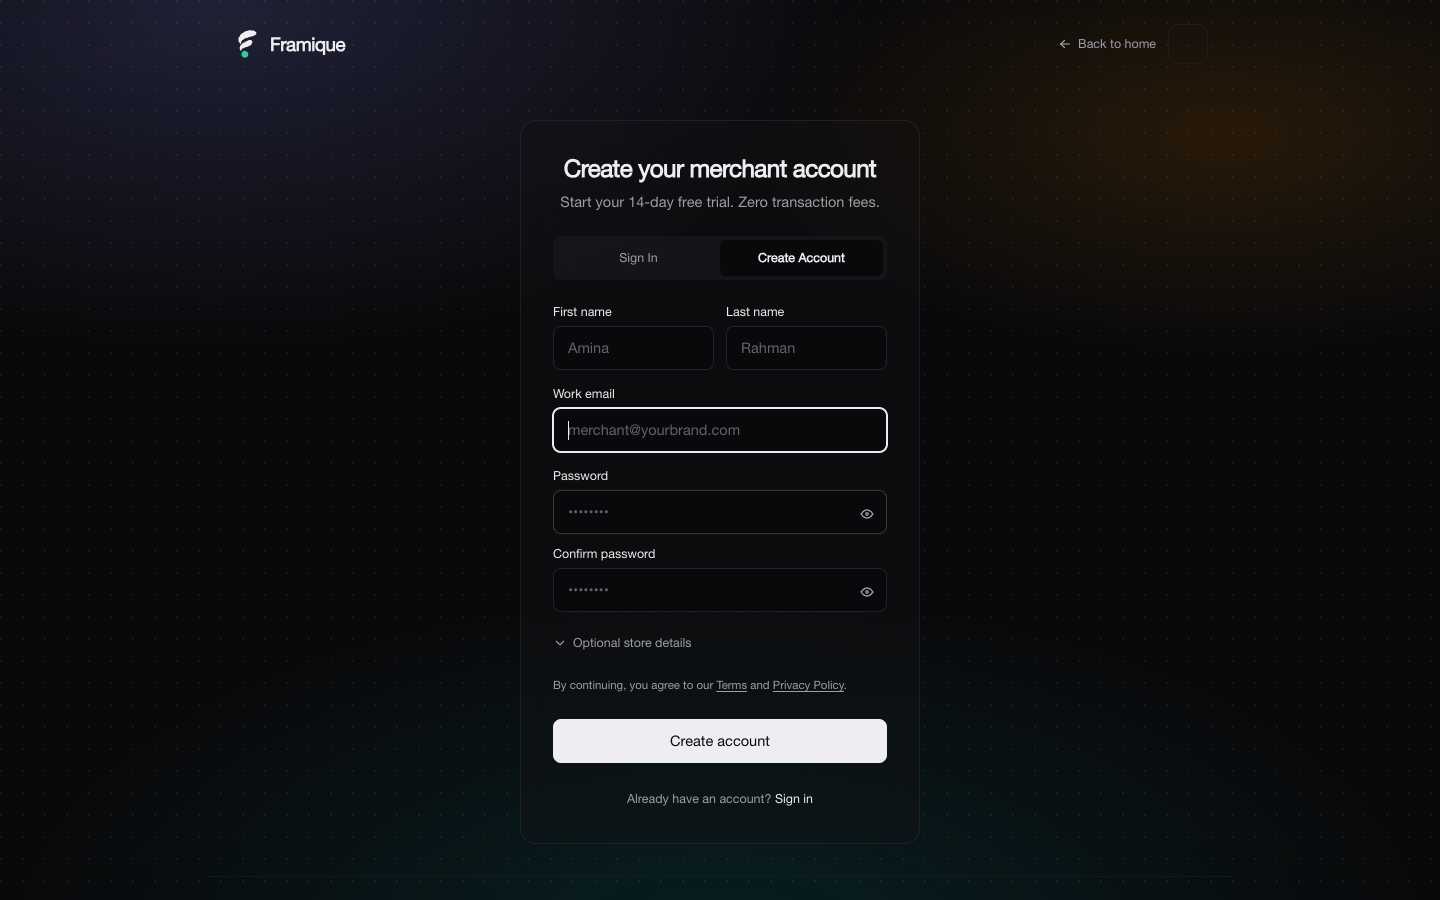 Framique
Back to home
Create your merchant account
Start your 14-day free trial. Zero transaction fees.
Sign In
Create Account
First name
Last name
Amina
Rahman
Work email
merchant@yourbrand.com
Password
••••••••
Confirm password
••••••••
Optional store details
By continuing, you agree to our Terms and Privacy Policy.
Create account
Already have an account? Sign in